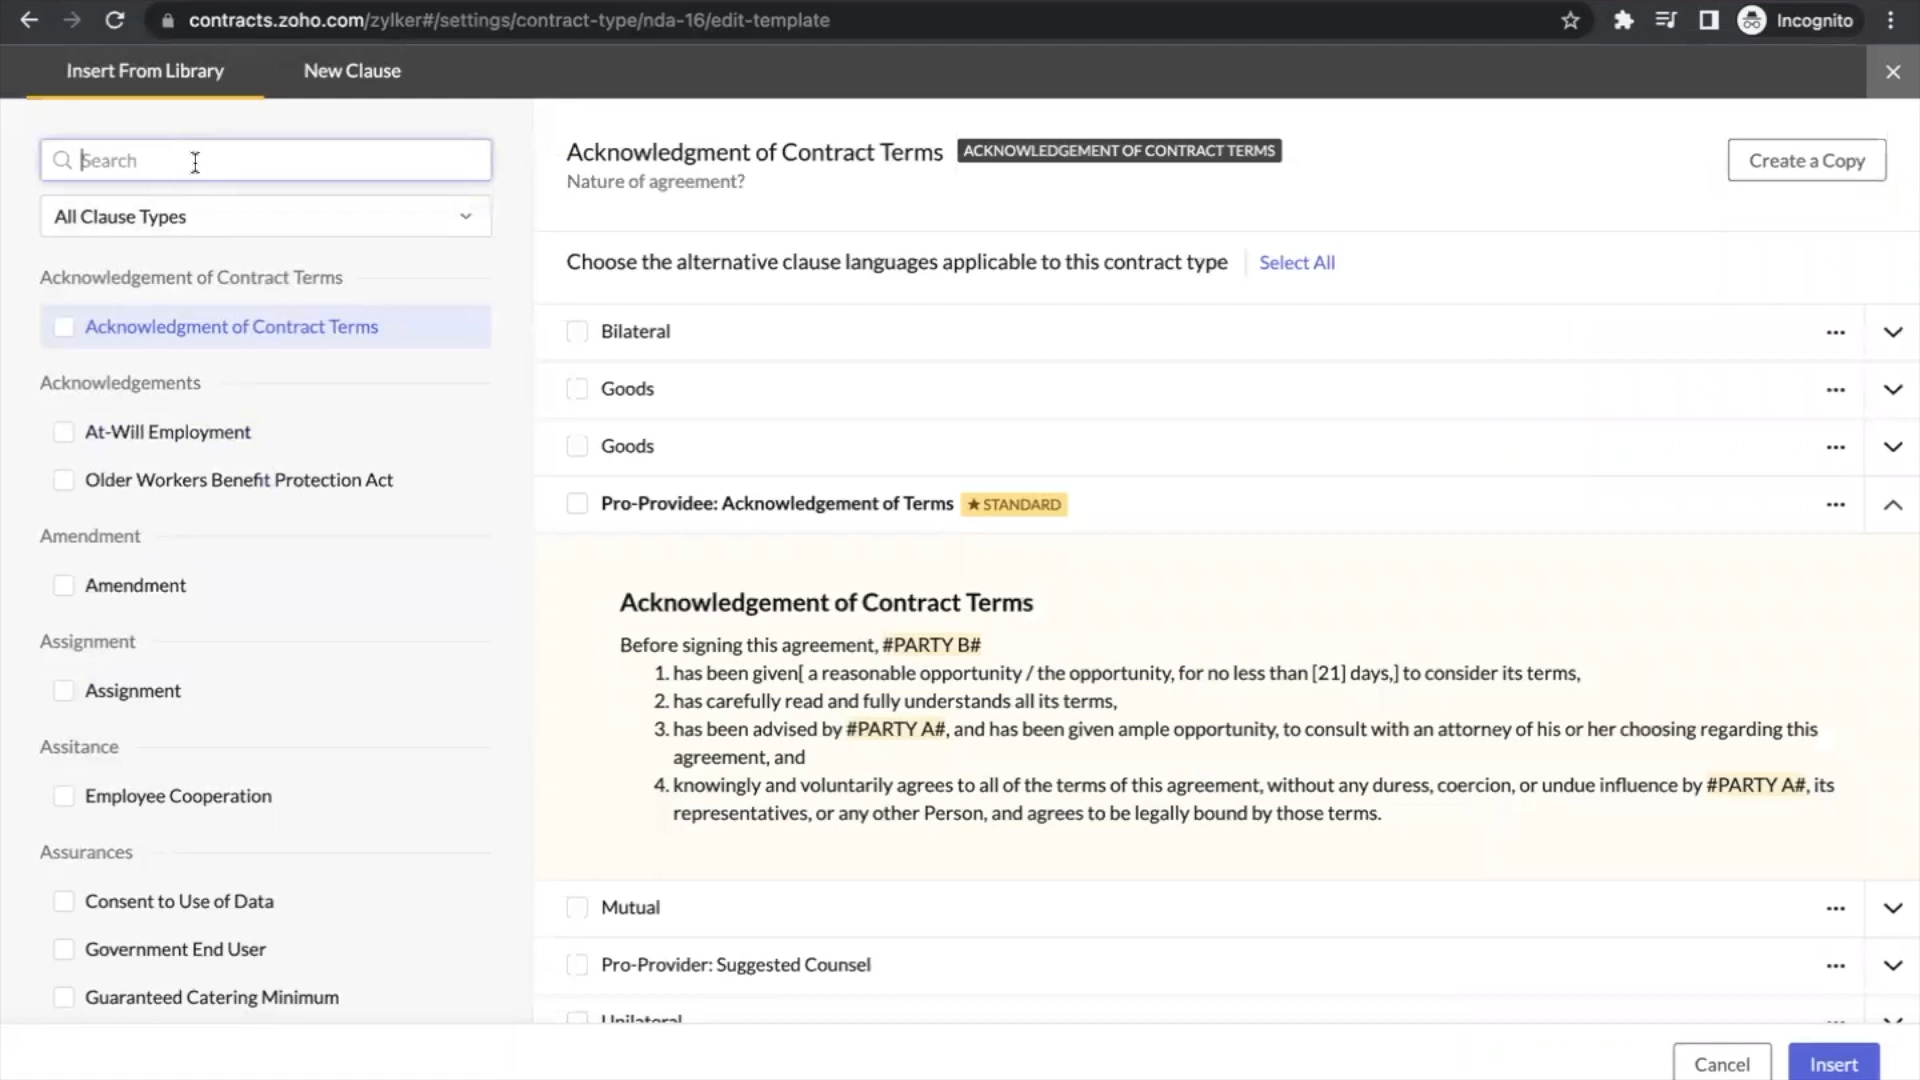 contracts.zoho.com/zylker#/settings/contract-type/nda-16/edit-template
Incognito
Insert From Library
New Clause
Search
All Clause Types
Acknowledgement of Contract Terms
Acknowledgment of Contract Terms
Acknowledgements
At-Will Employment
Older Workers Benefit Protection Act
Amendment
Amendment
Assignment
Assignment
Assitance
Employee Cooperation
Assurances
Consent to Use of Data
Government End User
Guaranteed Catering Minimum
Acknowledgment of Contract Terms ACKNOWLEDGEMENT OF CONTRACT TERMS
Nature of agreement?
Create a Copy
Choose the alternative clause languages applicable to this contract type
Select All
Bilateral
Goods
Goods
Pro-Providee: Acknowledgement of Terms ★ STANDARD
Acknowledgement of Contract Terms
Before signing this agreement, #PARTY B#
1. has been given[ a reasonable opportunity / the opportunity, for no less than [21] days,] to consider its terms,
2. has carefully read and fully understands all its terms,
3. has been advised by #PARTY A#, and has been given ample opportunity, to consult with an attorney of his or her choosing regarding this
agreement, and
4. knowingly and voluntarily agrees to all of the terms of this agreement, without any duress, coercion, or undue influence by #PARTY A#, its
representatives, or any other Person, and agrees to be legally bound by those terms.
Mutual
Pro-Provider: Suggested Counsel
Unilateral
Cancel
Insert